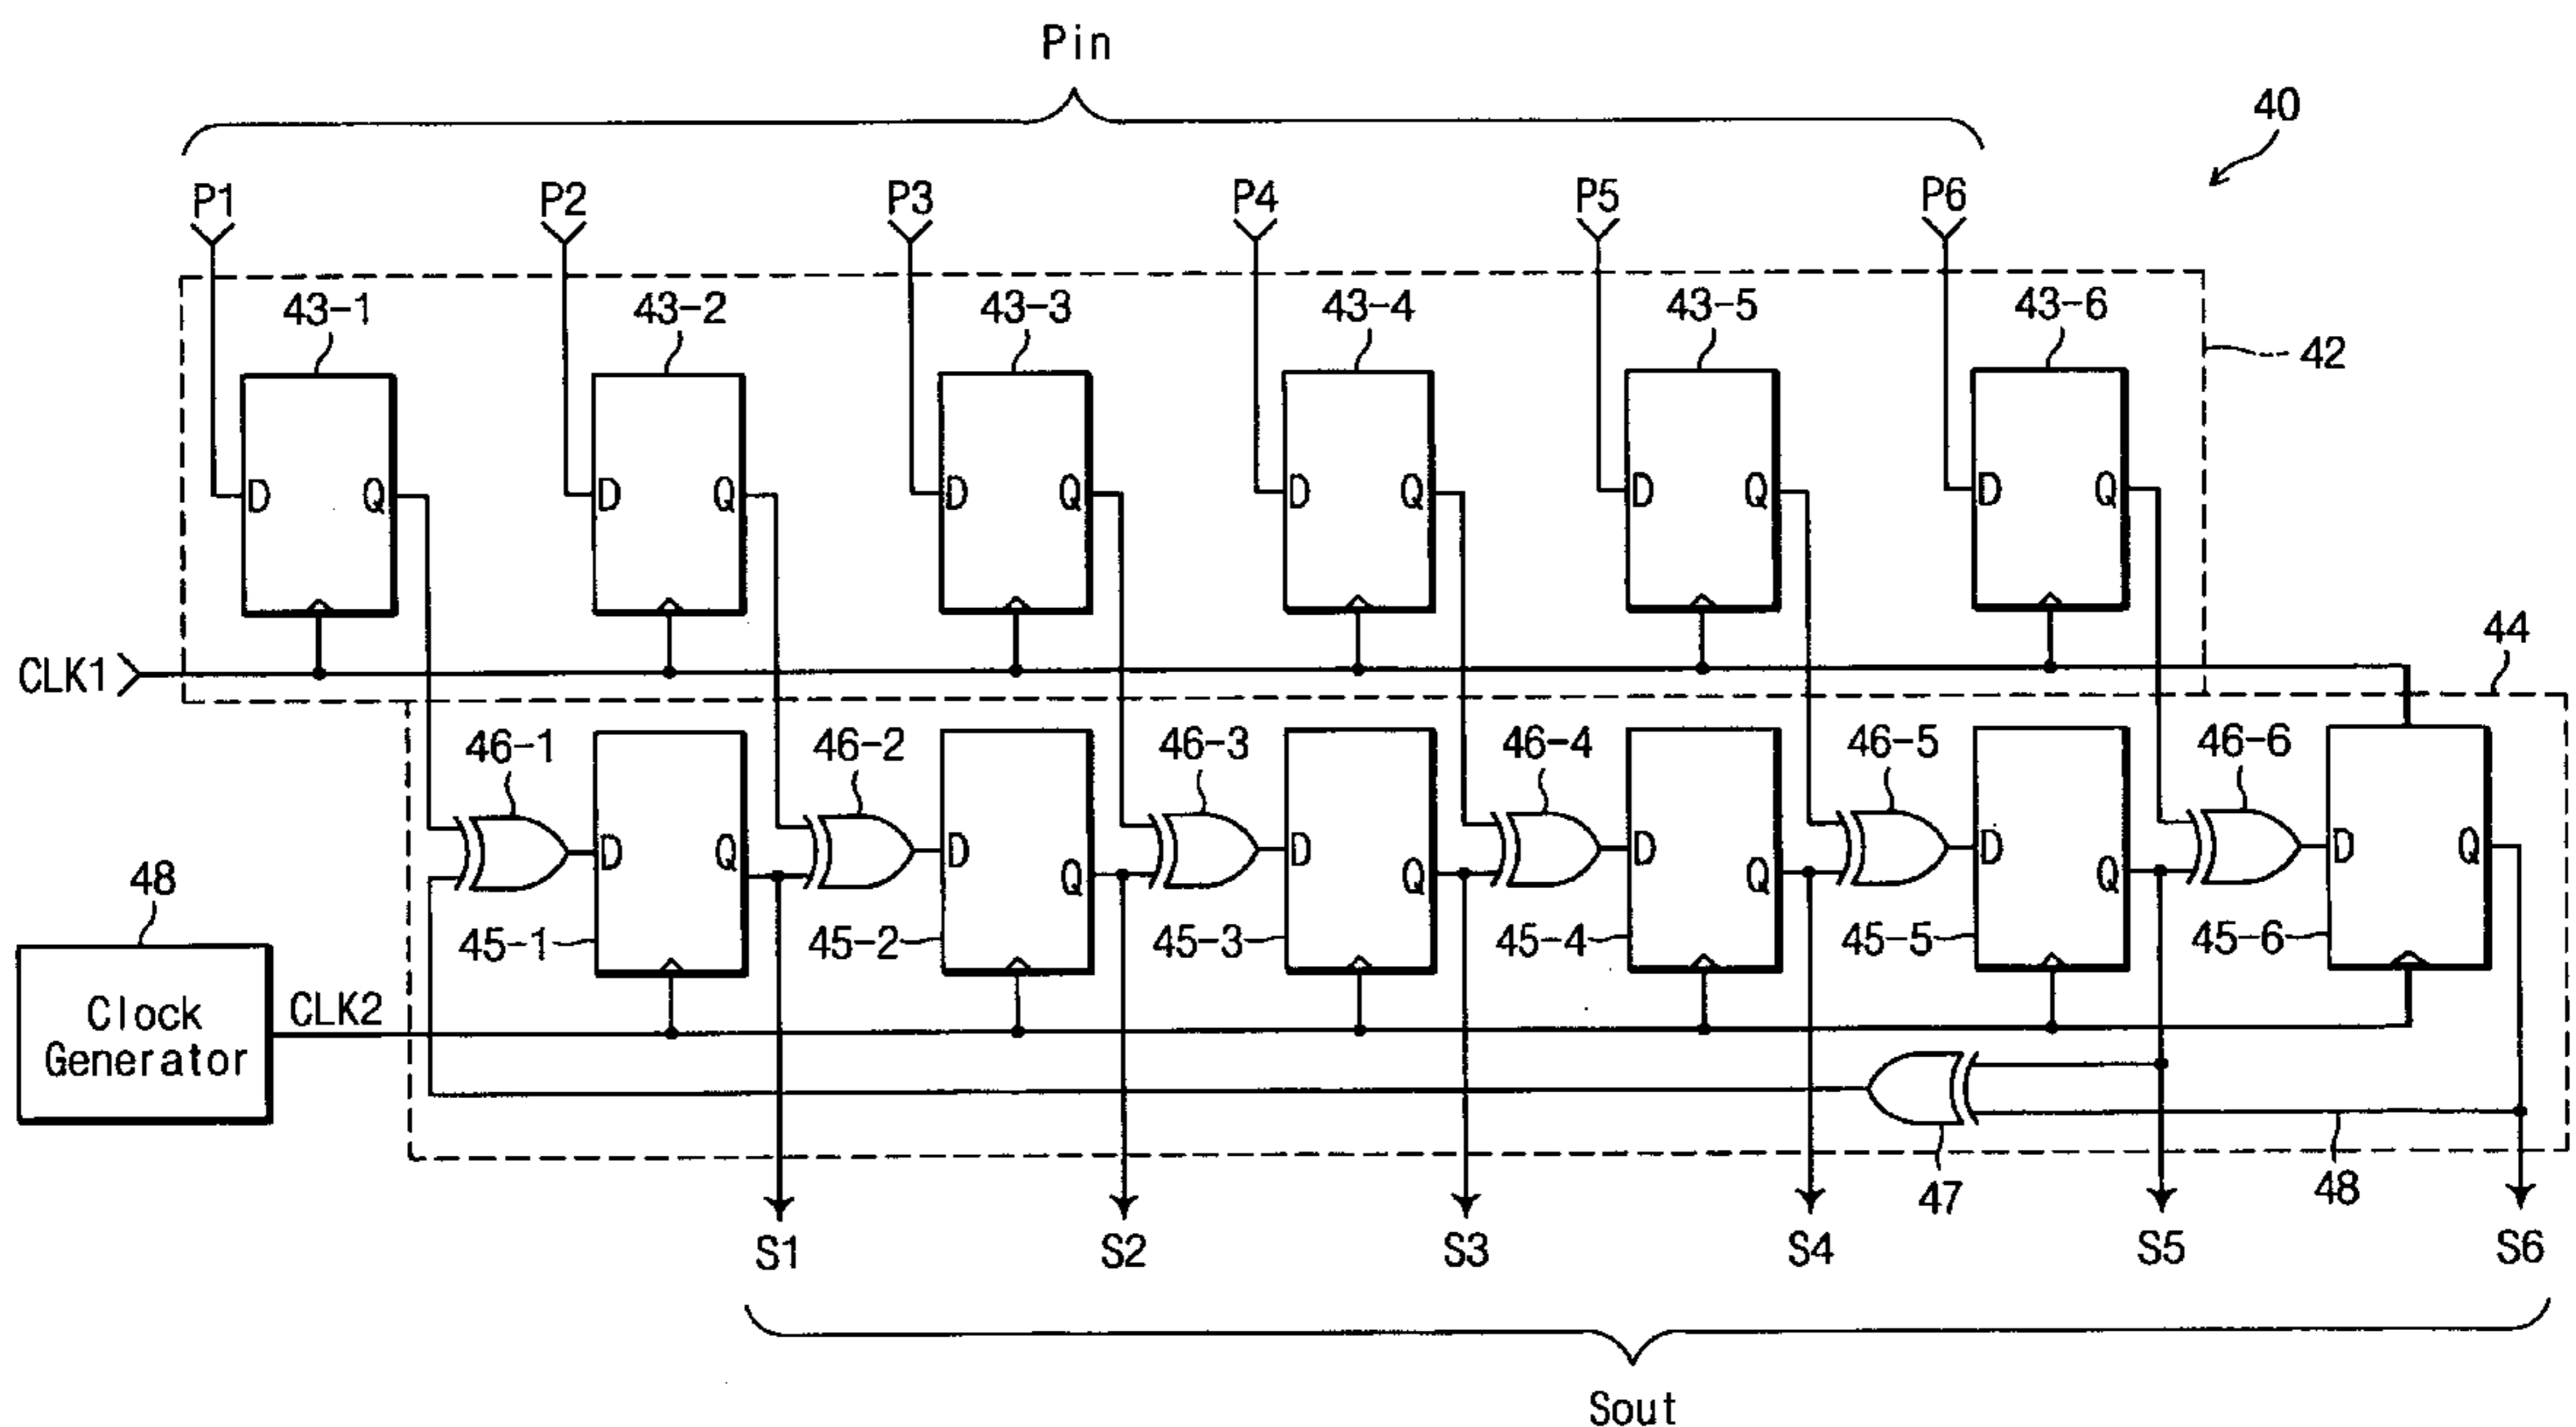 Pin
40
P1 P2 P3 P4 P5 P6
43-1 43-2 43-3 43-4 43-5 43-6
42
D Q D Q D Q D Q D Q D Q
CLK1
44
46-1 46-2 46-3 46-4 46-5 46-6
D Q D Q D Q D Q D Q D Q
48
45-1 45-2 45-3 45-4 45-5 45-6
Clock
Generator
CLK2
47
48
S1 S2 S3 S4 S5 S6
Sout